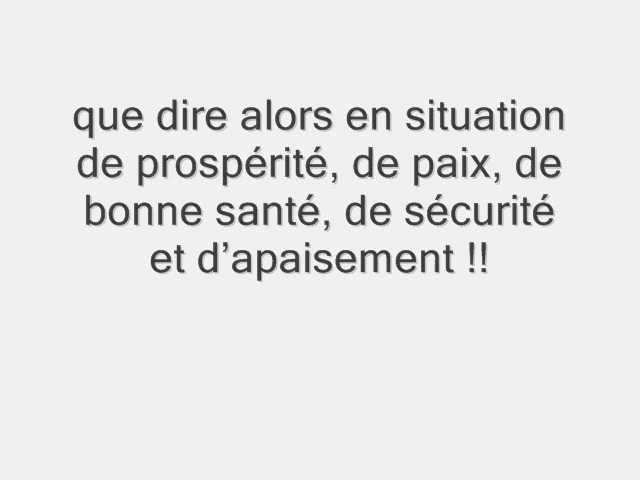 que dire alors en situation
de prospérité, de paix, de
bonne santé, de sécurité
et d’apaisement !!